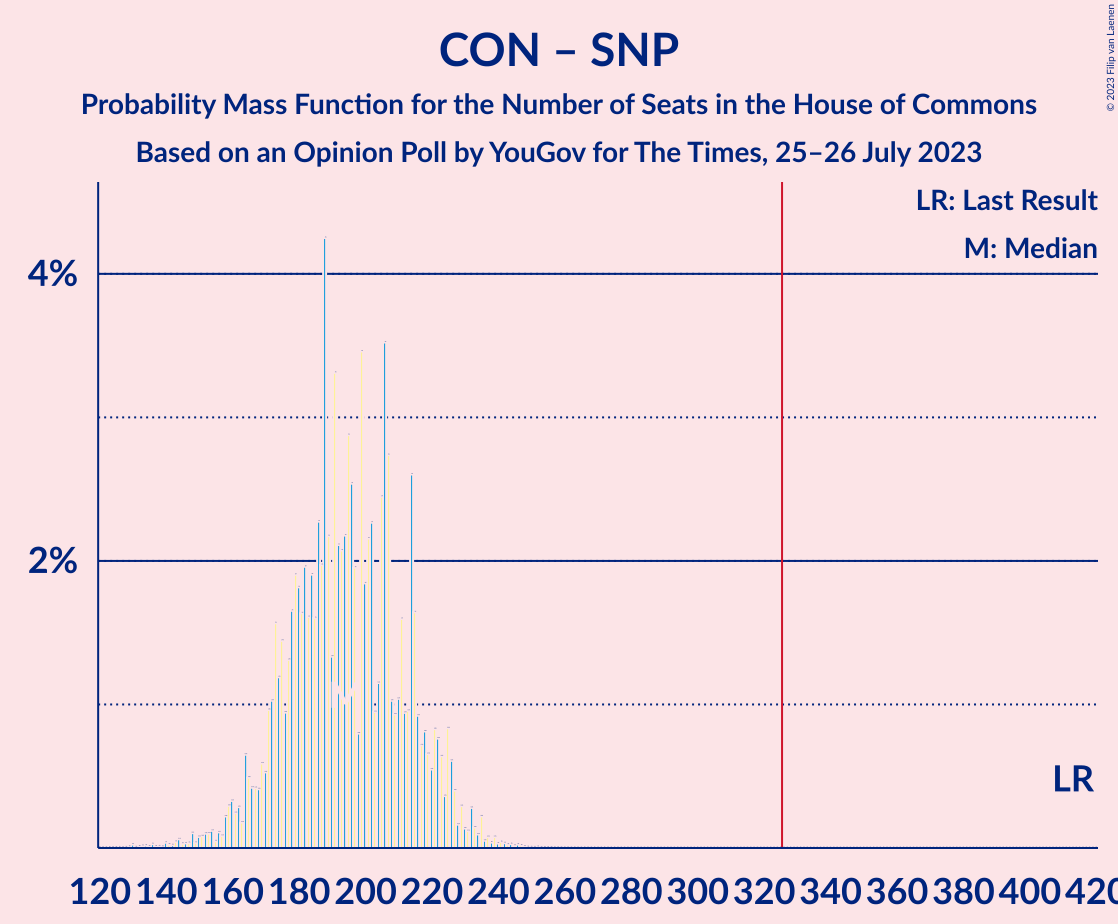 CON – SNP
Probability Mass Function for the Number of Seats in the House of Commons
Based on an Opinion Poll by YouGov for The Times, 25–26 July 2023
© 2023 Filip van Laenen
LR: Last Result
M: Median
4%
2%
LR
120 140 160 180 200 220 240 260 280 300 320 340 360 380 400 420